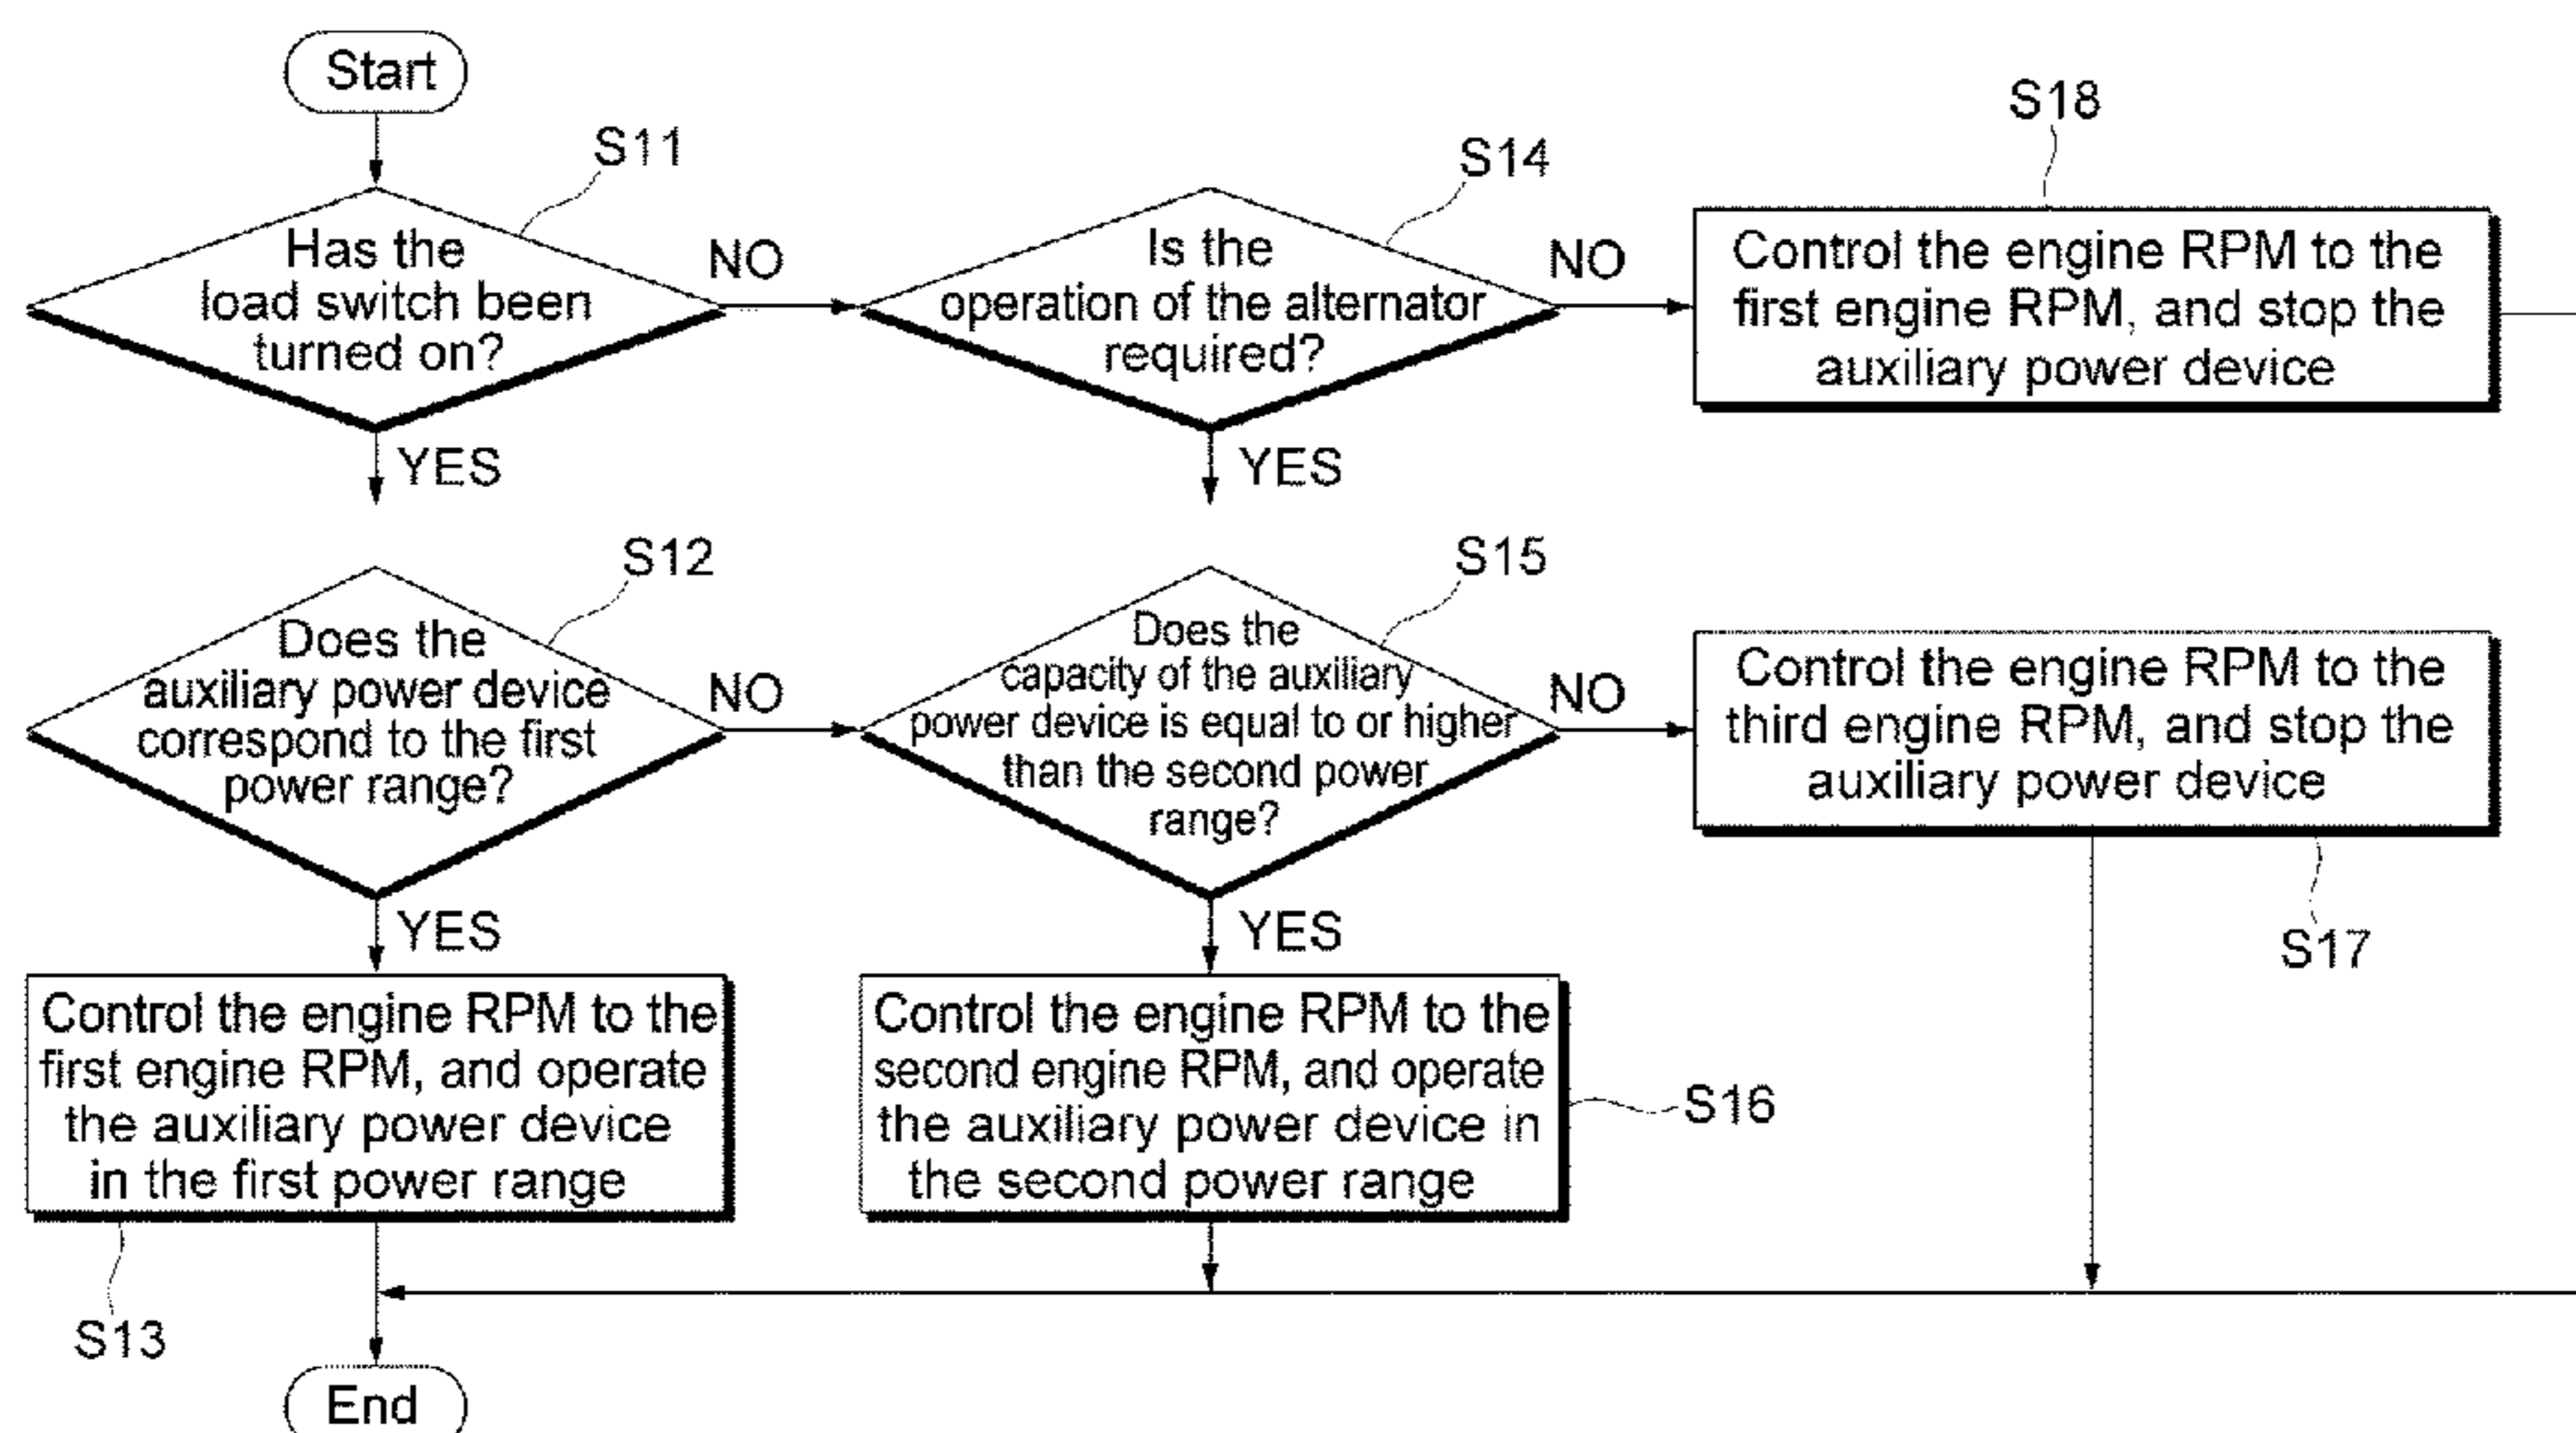 Start
S11
Has the
load switch been
turned on?
NO
S14
Is the
operation of the alternator
required?
NO
S18
Control the engine RPM to the
first engine RPM, and stop the
auxiliary power device
YES
YES
S12
Does the
auxiliary power device
correspond to the first
power range?
NO
S15
Does the
capacity of the auxiliary
power device is equal to or higher
than the second power
range?
NO
Control the engine RPM to the
third engine RPM, and stop the
auxiliary power device
S17
YES
YES
Control the engine RPM to the
first engine RPM, and operate
the auxiliary power device
in the first power range
S13
Control the engine RPM to the
second engine RPM, and operate
the auxiliary power device in
the second power range
S16
End